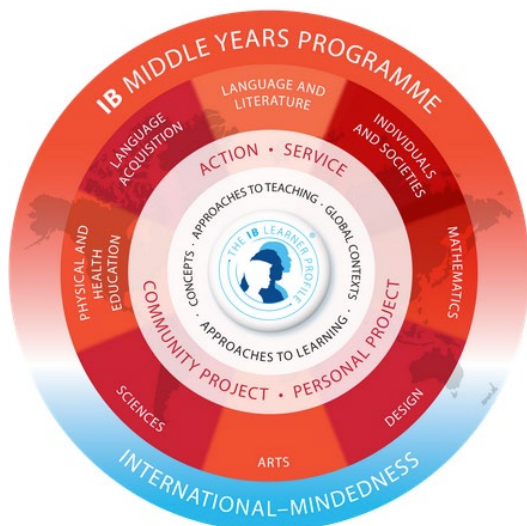 IB MIDDLE YEARS PROGRAMME
LANGUAGE AND
LITERATURE
INDIVIDUALS
AND SOCIETIES
MATHEMATICS
DESIGN
ARTS
SCIENCES
PHYSICAL AND
HEALTH
EDUCATION
LANGUAGE
ACQUISITION
ACTION • SERVICE
COMMUNITY PROJECT • PERSONAL PROJECT
APPROACHES TO TEACHING · GLOBAL CONTEXTS ·
APPROACHES TO LEARNING · CONCEPTS ·
THE IB LEARNER PROFILE ®
INTERNATIONAL–MINDEDNESS